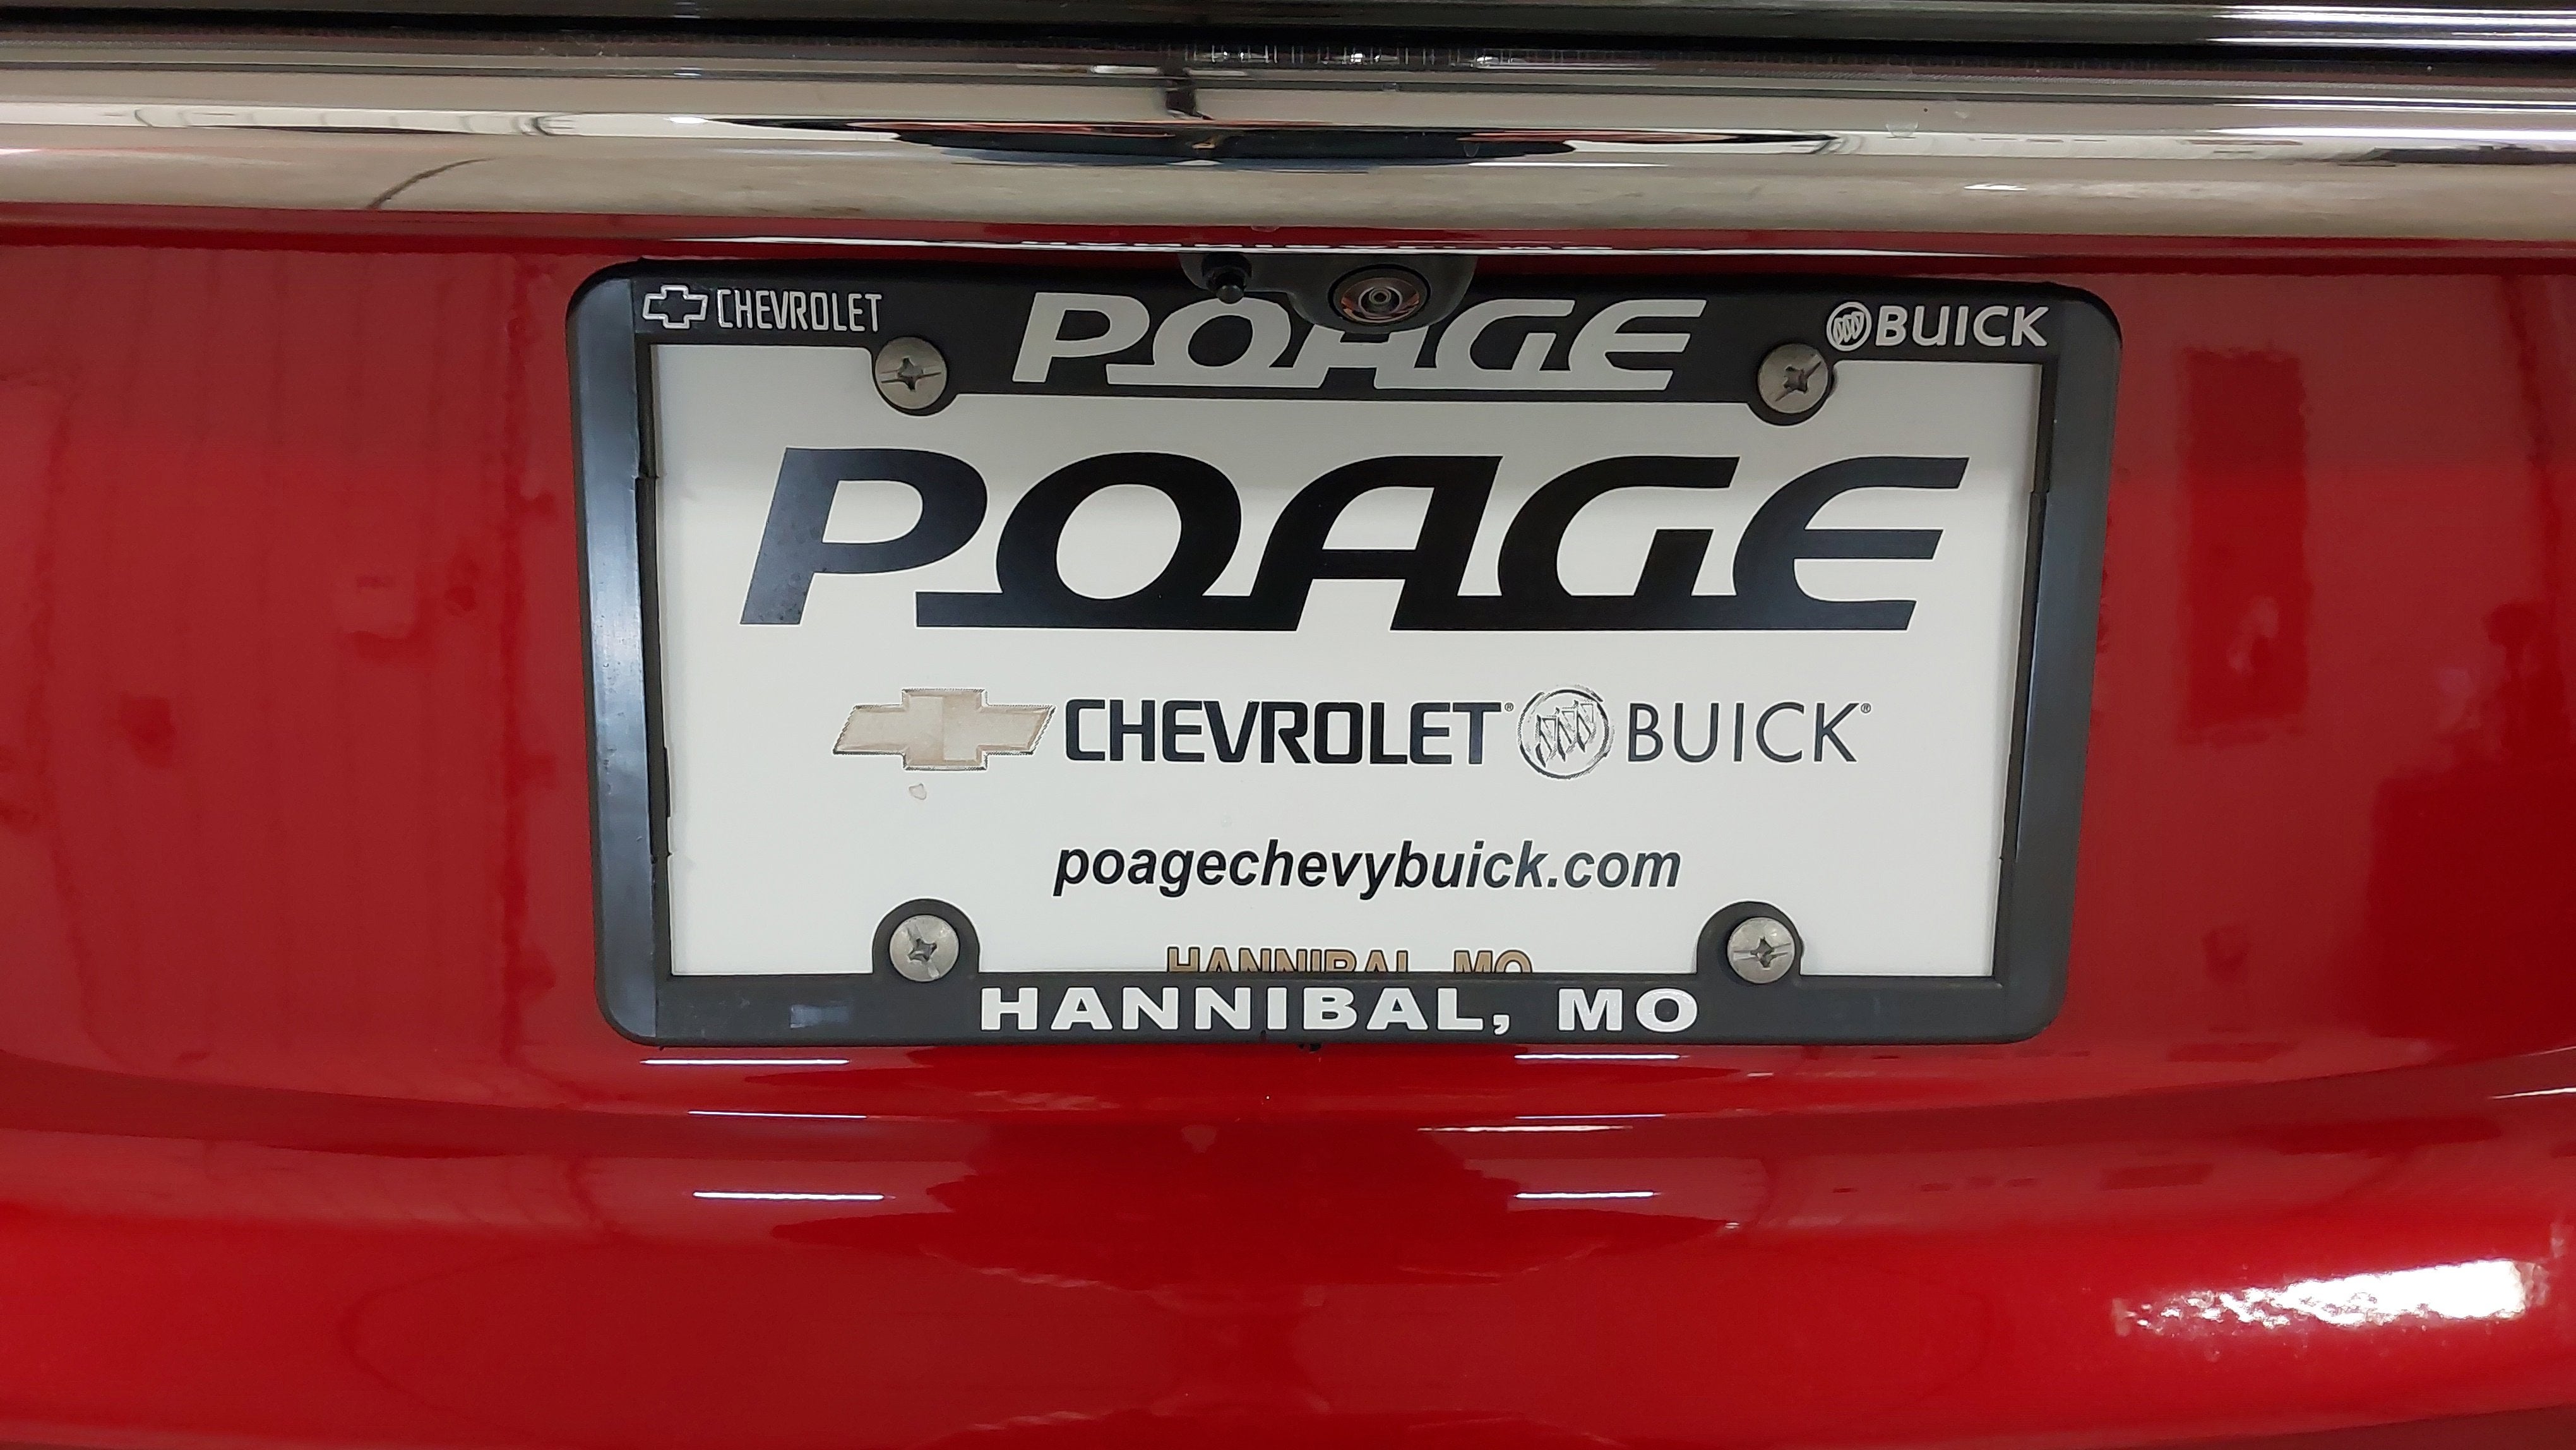 CHEVROLET POAGE BUICK
POAGE
CHEVROLET® BUICK®
poagechevybuick.com
HANNIBAL, MO
HANNIBAL, MO